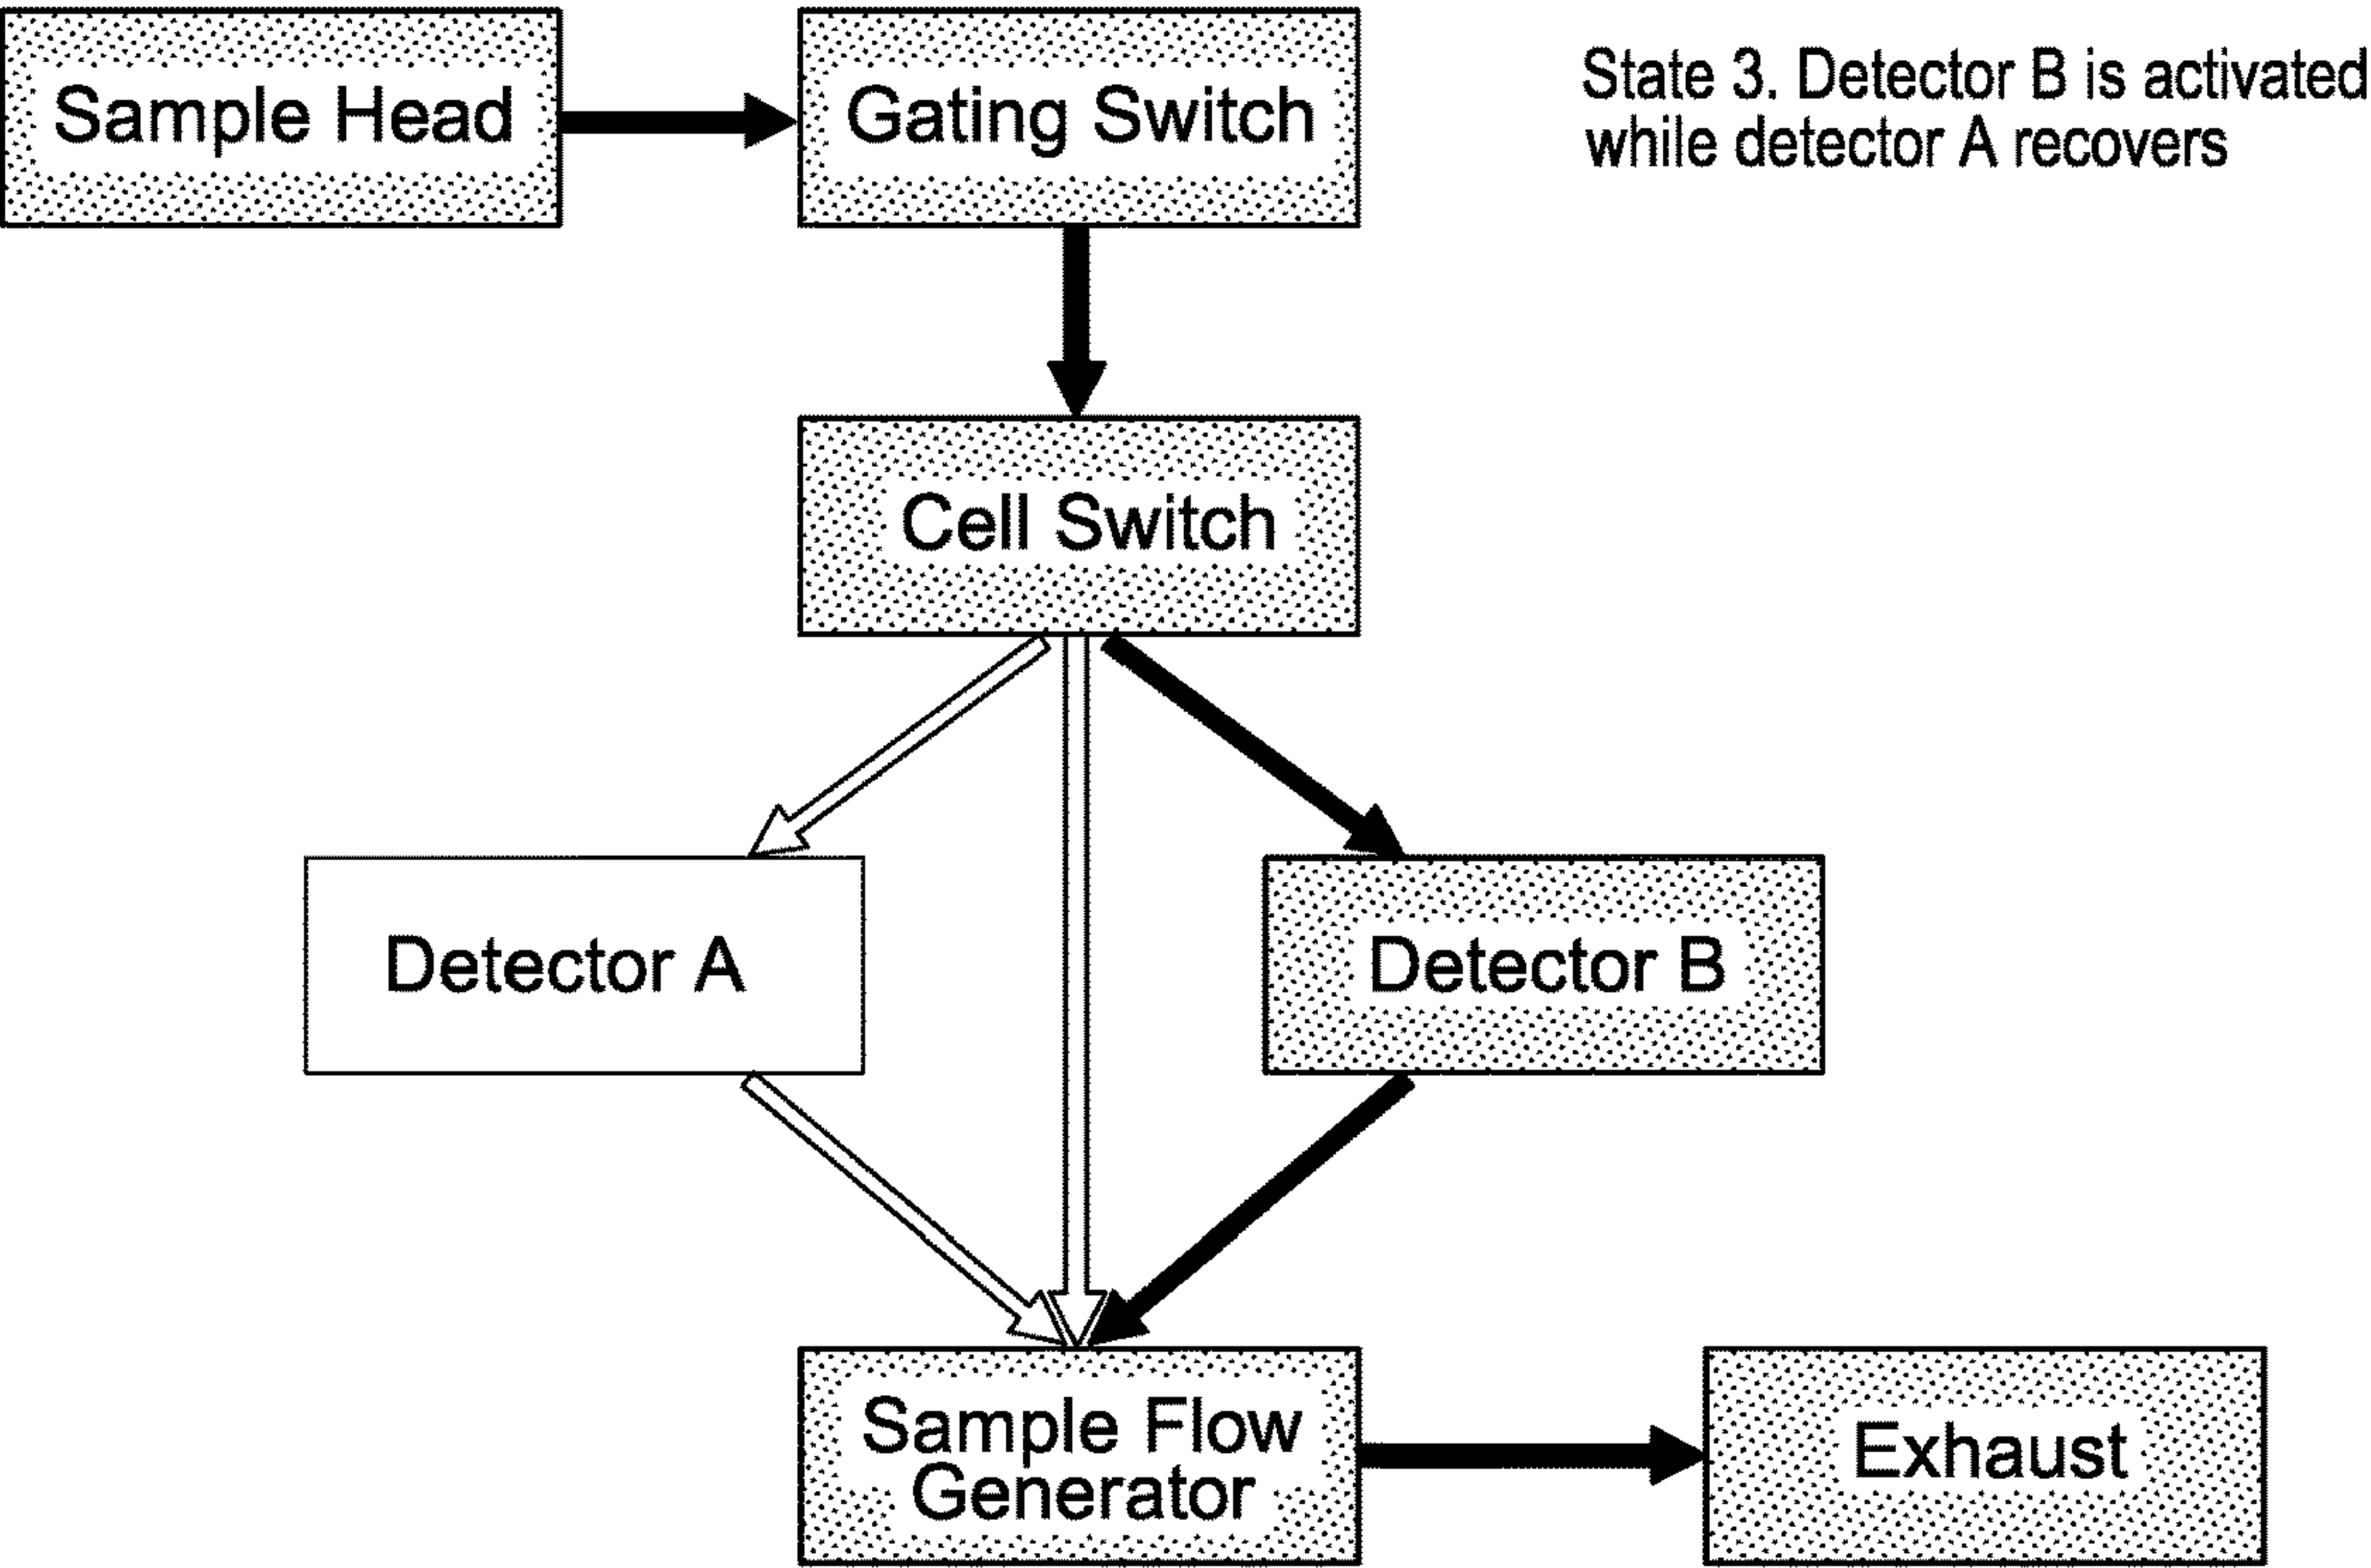 Sample Head
Gating Switch
State 3. Detector B is activated
while detector A recovers
Cell Switch
Detector A
Detector B
Sample Flow
Generator
Exhaust